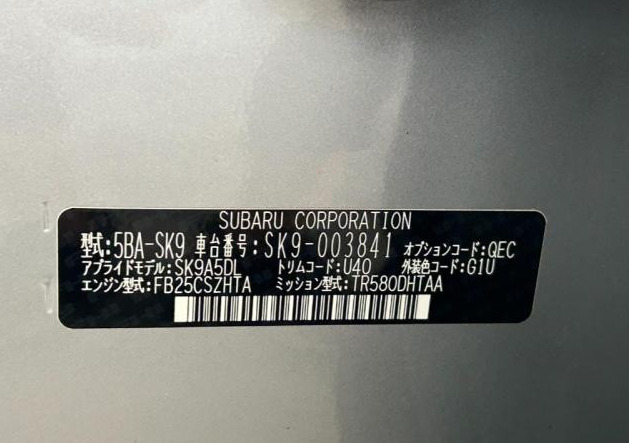 SUBARU CORPORATION
型式:5BA-SK9 車台番号:SK9-003841 オプションコード:QEC
アプライドモデル:SK9A5DL トリムコード:U40 外装色コード:G1U
エンジン型式:FB25CSZHTA ミッション型式:TR580DHTAA